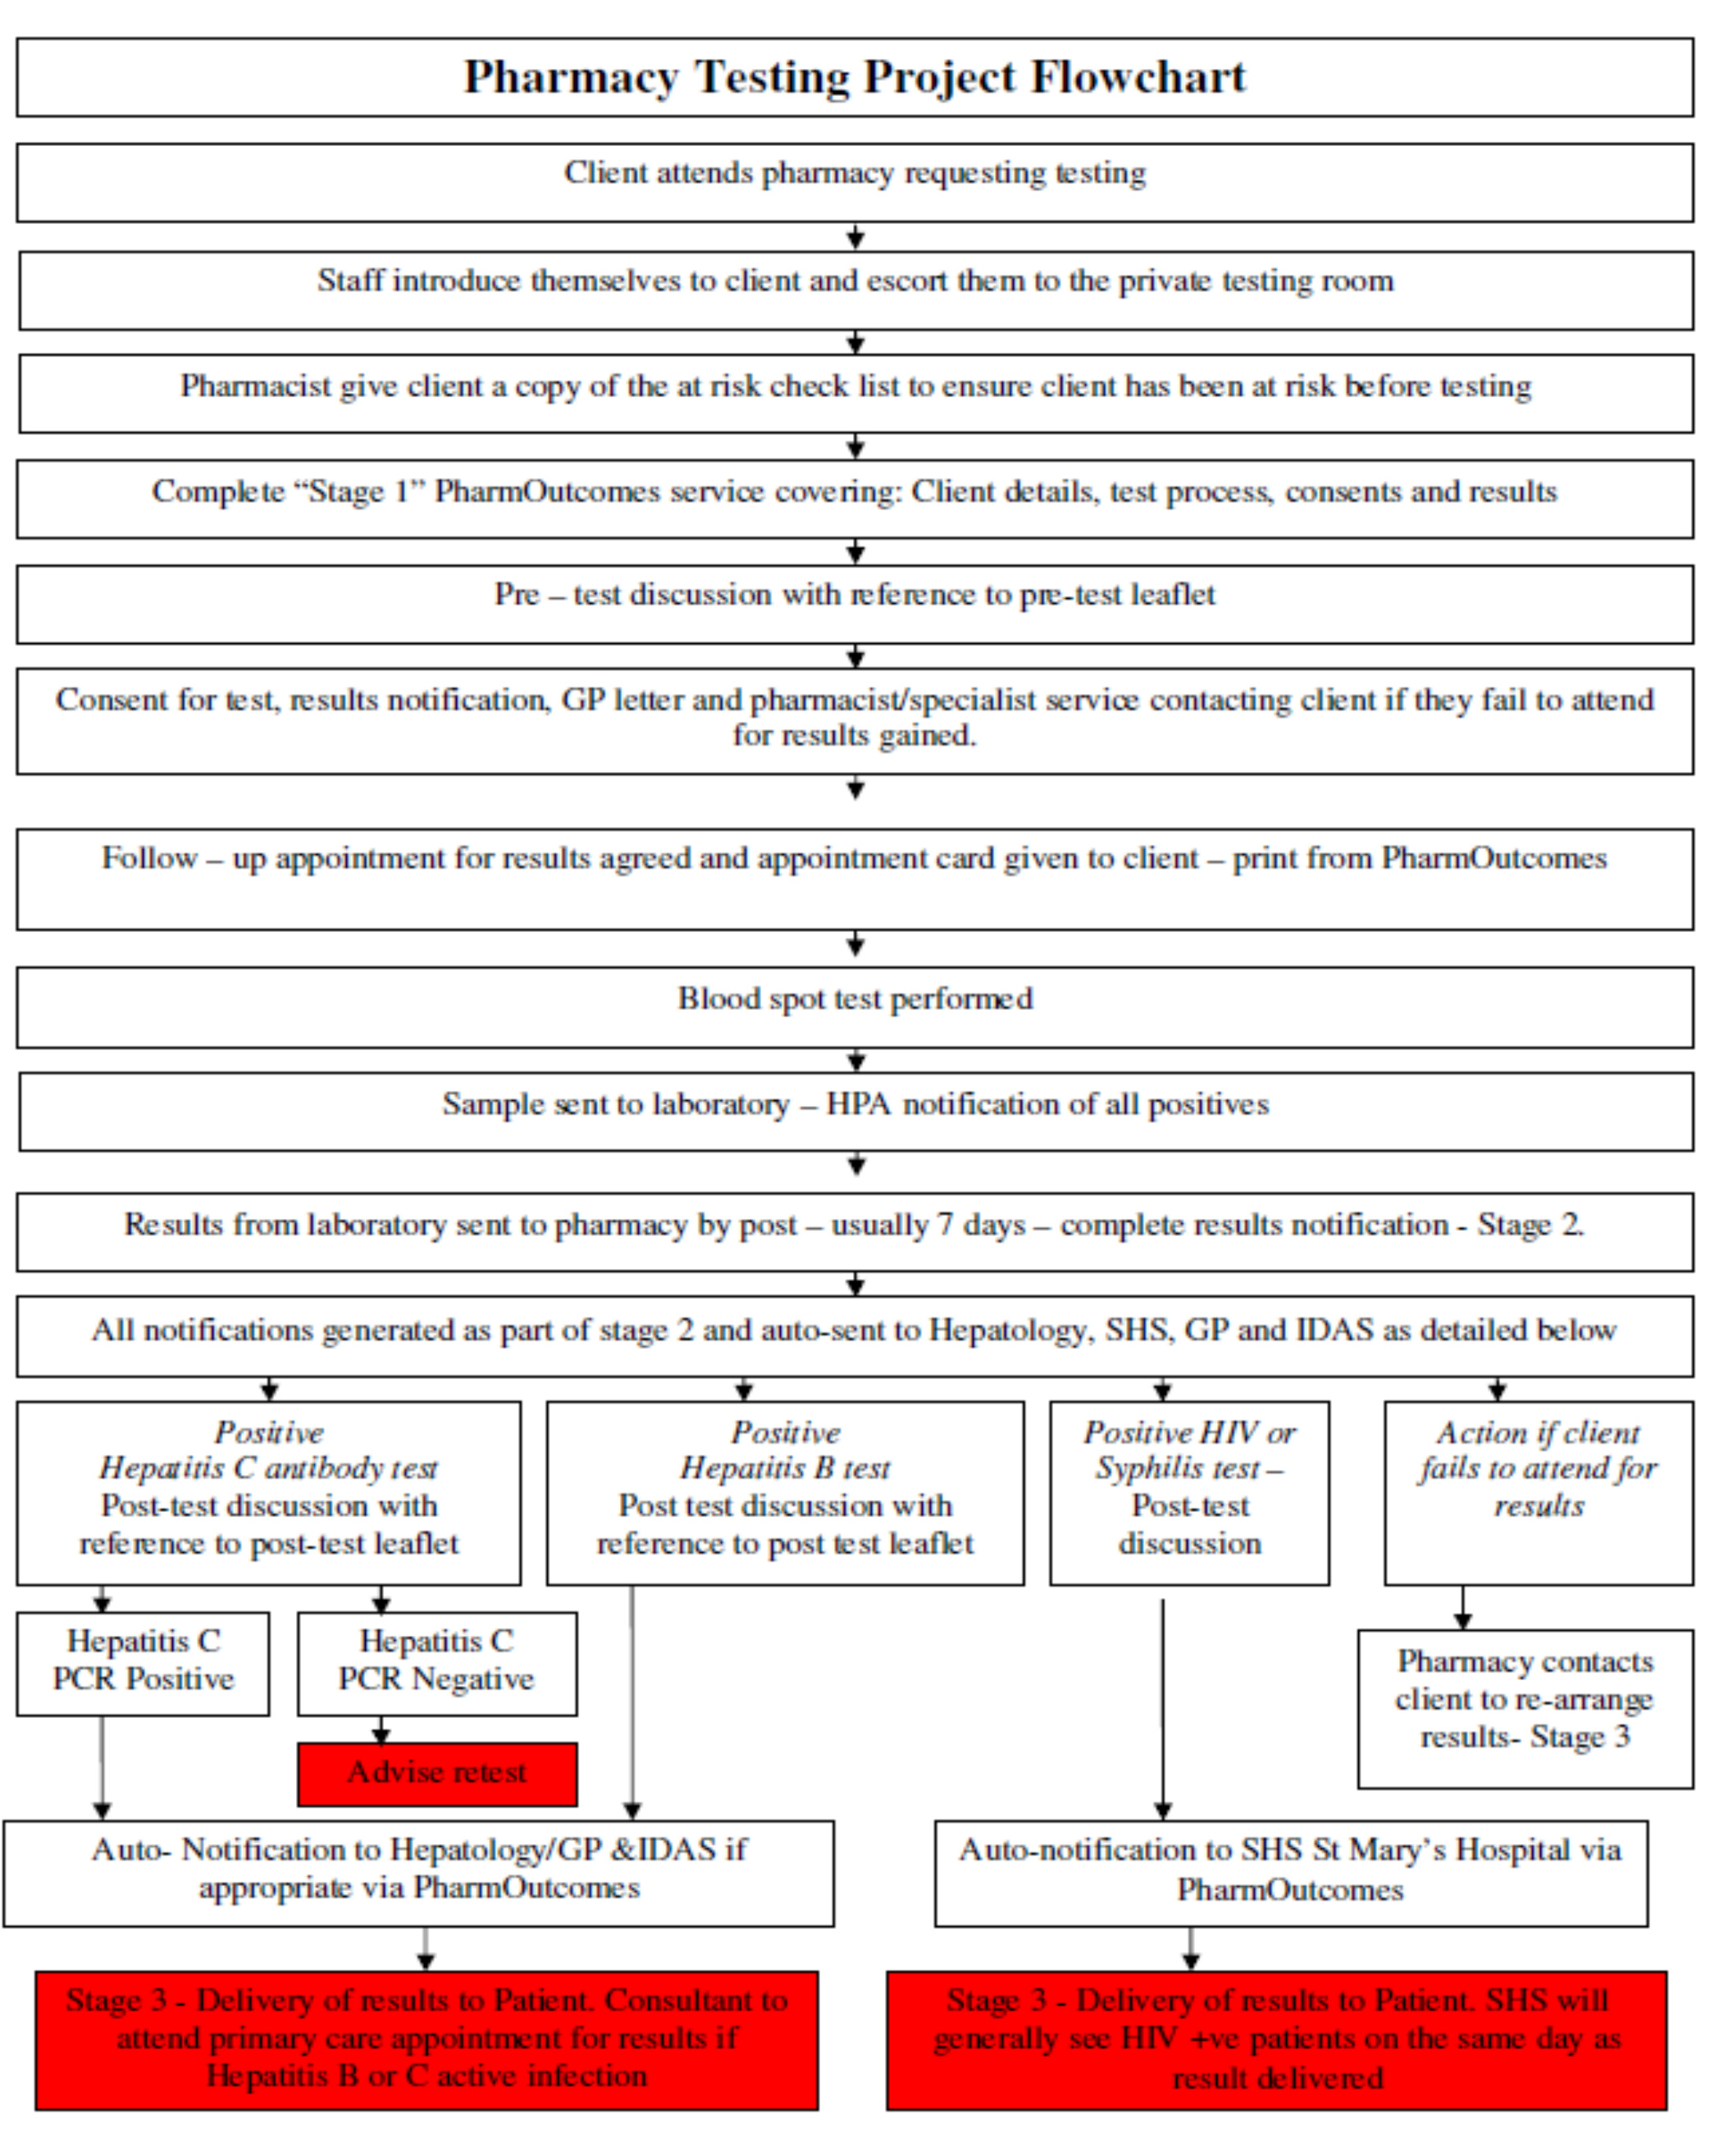 Pharmacy Testing Project Flowchart
Client attends pharmacy requesting testing
Staff introduce themselves to client and escort them to the private testing room
Pharmacist give client a copy of the at risk check list to ensure client has been at risk before testing
Complete “Stage 1” PharmOutcomes service covering: Client details, test process, consents and results
Pre – test discussion with reference to pre-test leaflet
Consent for test, results notification, GP letter and pharmacist/specialist service contacting client if they fail to attend
for results gained.
Follow – up appointment for results agreed and appointment card given to client – print from PharmOutcomes
Blood spot test performed
Sample sent to laboratory – HPA notification of all positives
Results from laboratory sent to pharmacy by post – usually 7 days – complete results notification - Stage 2.
All notifications generated as part of stage 2 and auto-sent to Hepatology, SHS, GP and IDAS as detailed below
Positive
Hepatitis C antibody test
Post-test discussion with
reference to post-test leaflet
Positive
Hepatitis B test
Post test discussion with
reference to post test leaflet
Positive HIV or
Syphilis test –
Post-test
discussion
Action if client
fails to attend for
results
Hepatitis C
PCR Positive
Hepatitis C
PCR Negative
Pharmacy contacts
client to re-arrange
results- Stage 3
Advise retest
Auto- Notification to Hepatology/GP &IDAS if
appropriate via PharmOutcomes
Auto-notification to SHS St Mary’s Hospital via
PharmOutcomes
Stage 3 - Delivery of results to Patient. Consultant to
attend primary care appointment for results if
Hepatitis B or C active infection
Stage 3 - Delivery of results to Patient. SHS will
generally see HIV +ve patients on the same day as
result delivered